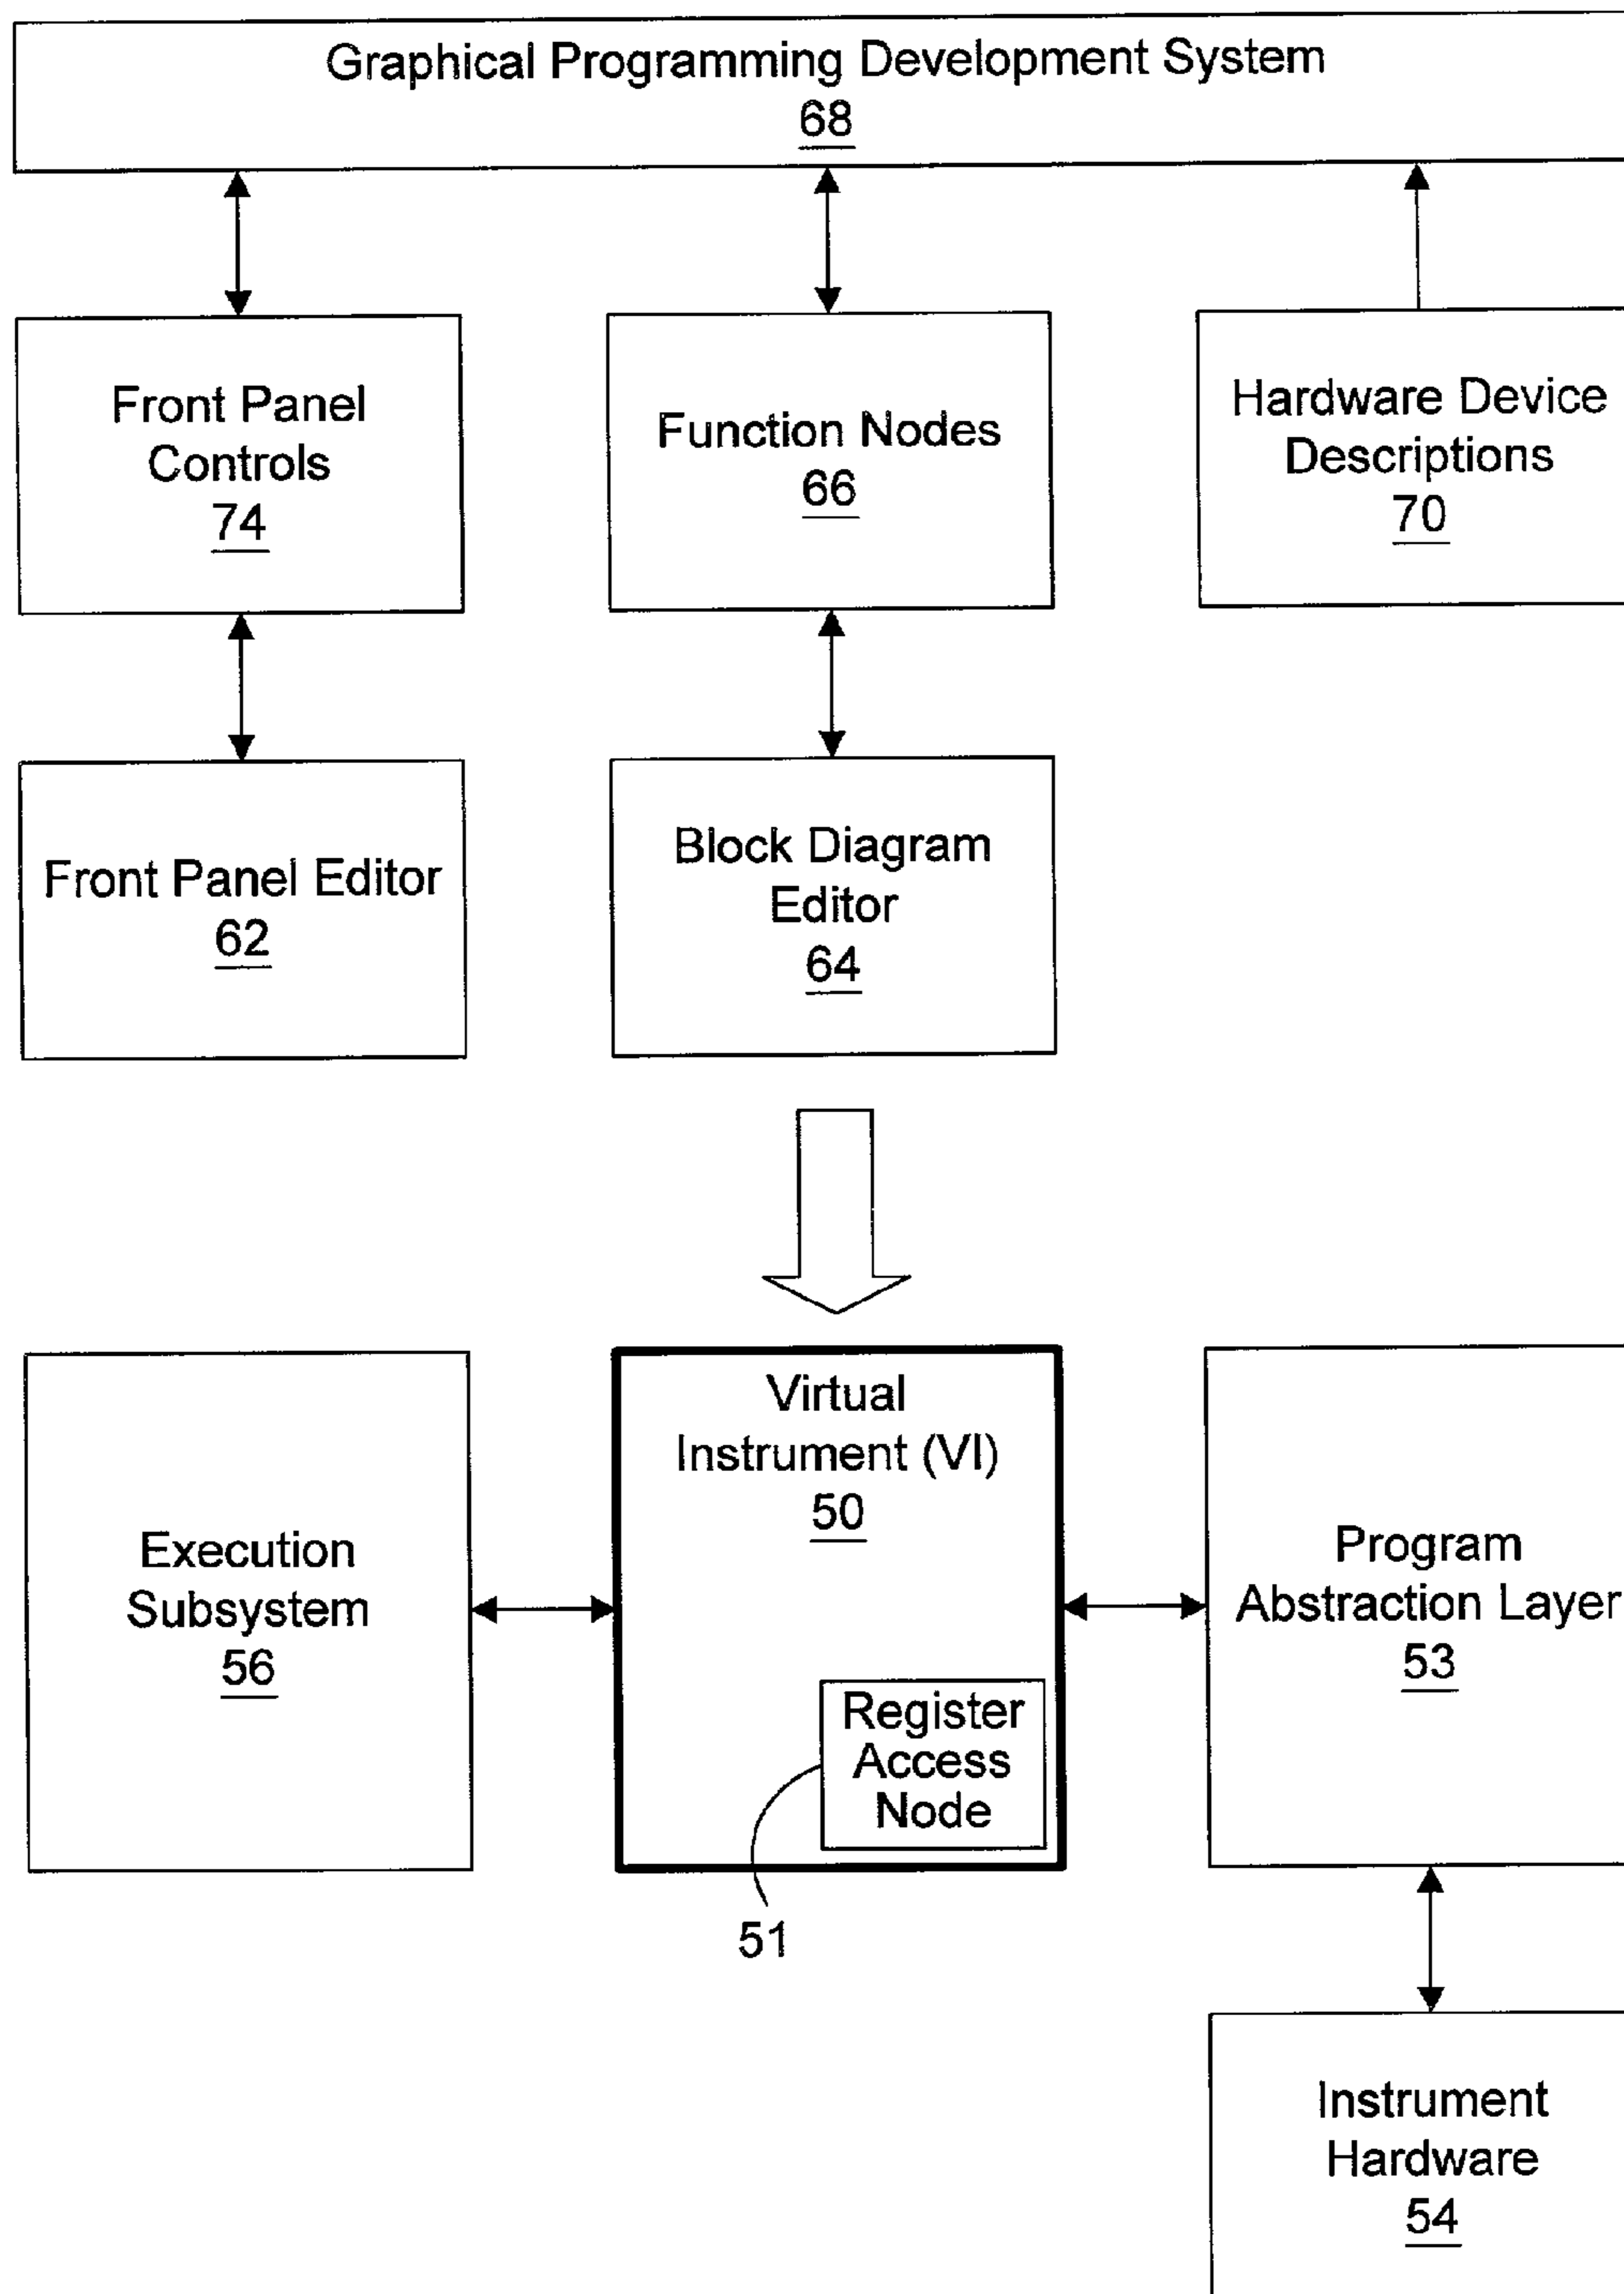 Graphical Programming Development System
68
Front Panel
Controls
74
Function Nodes
66
Hardware Device
Descriptions
70
Front Panel Editor
62
Block Diagram
Editor
64
Execution
Subsystem
56
Virtual
Instrument (VI)
50
Register
Access
Node
51
Program
Abstraction Layer
53
Instrument
Hardware
54